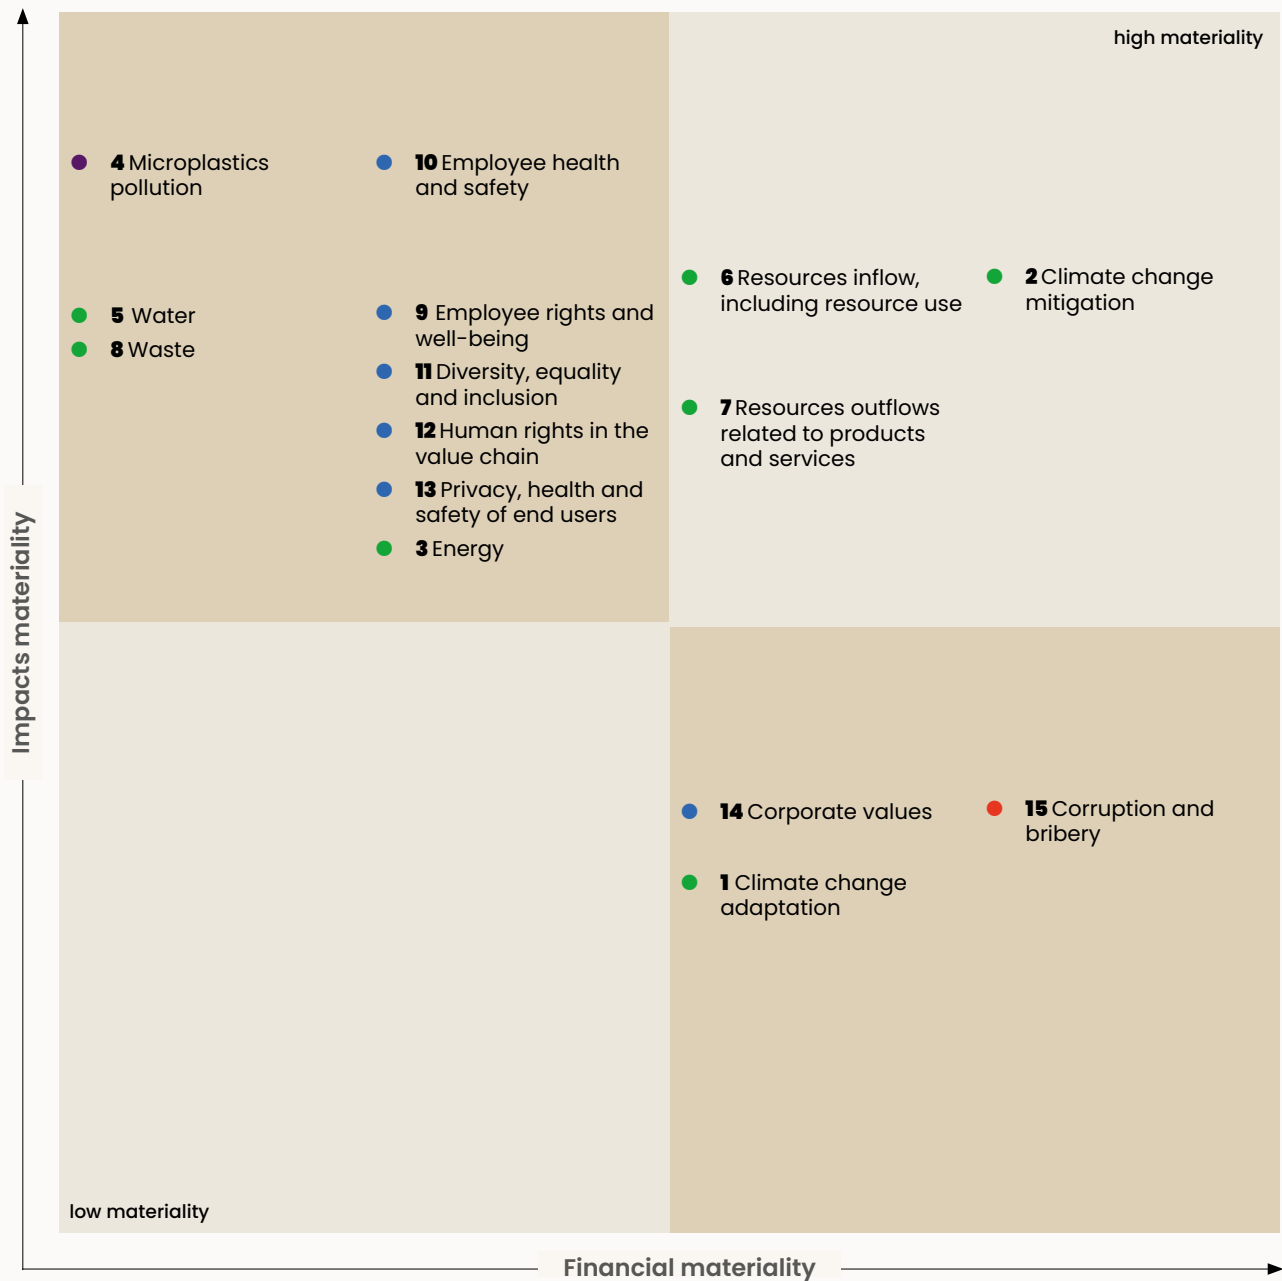 high materiality
4 Microplastics
pollution
10 Employee health
and safety
6 Resources inflow,
including resource use
2 Climate change
mitigation
5 Water
8 Waste
9 Employee rights and
well-being
11 Diversity, equality
and inclusion
12 Human rights in the
value chain
13 Privacy, health and
safety of end users
3 Energy
7 Resources outflows
related to products
and services
Impacts materiality
14 Corporate values
15 Corruption and
bribery
1 Climate change
adaptation
low materiality
Financial materiality